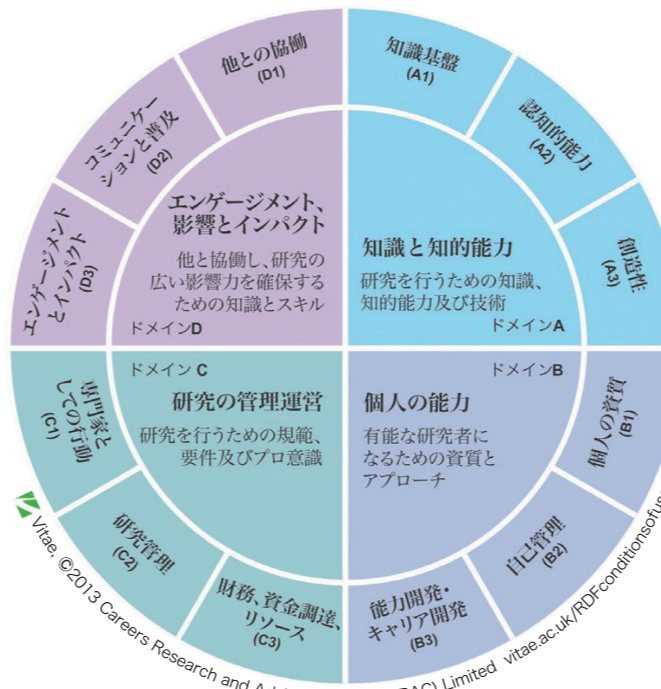 知識基盤
(A1)
認知的能力
(A2)
創造性
(A3)
知識と知的能力
研究を行うための知識、
知的能力及び技術
ドメインA
ドメインB
個人の能力
有能な研究者に
なるための資質と
アプローチ
個人の資質
(B1)
自己管理
(B2)
能力開発・
キャリア開発
(B3)
ドメイン C
研究の管理運営
研究を行うための規範、
要件及びプロ意識
専門家と
しての行動
(C1)
研究管理
(C2)
財務、資金調達、
リソース
(C3)
エンゲージメント、
影響とインパクト
他と協働し、研究の
広い影響力を確保する
ための知識とスキル
ドメインD
他との協働
(D1)
コミュニケー
ションと普及
(D2)
エンゲージメント
とインパクト
(D3)
Vitae, ©2013 Careers Research and Limited vitae.ac.uk/RDFconditionsofuse